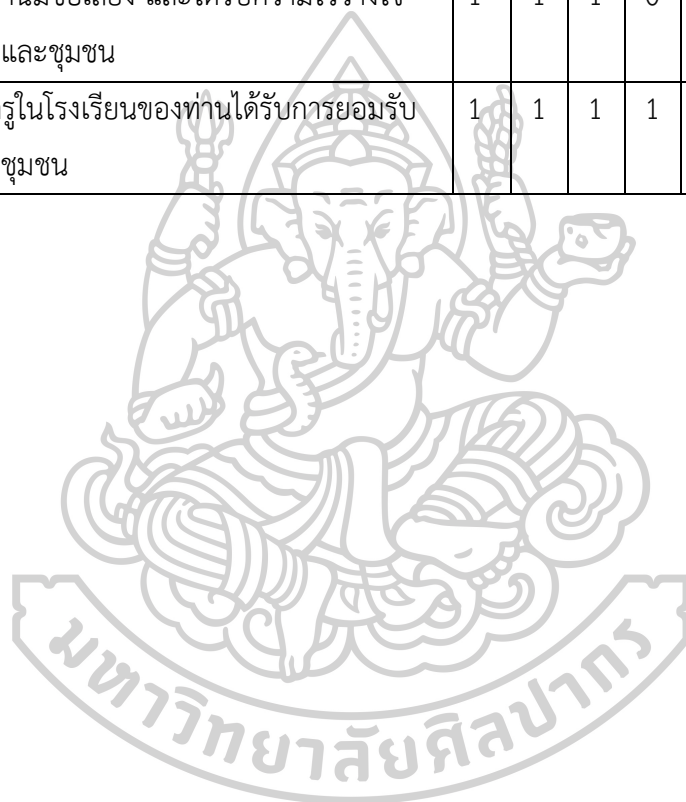 และชุมชน
รูในโรงเรียนของท่านได้รับการยอมรับ 1 1 1 1
ชุมชน
มหาวิทยาลัยศิลปากร